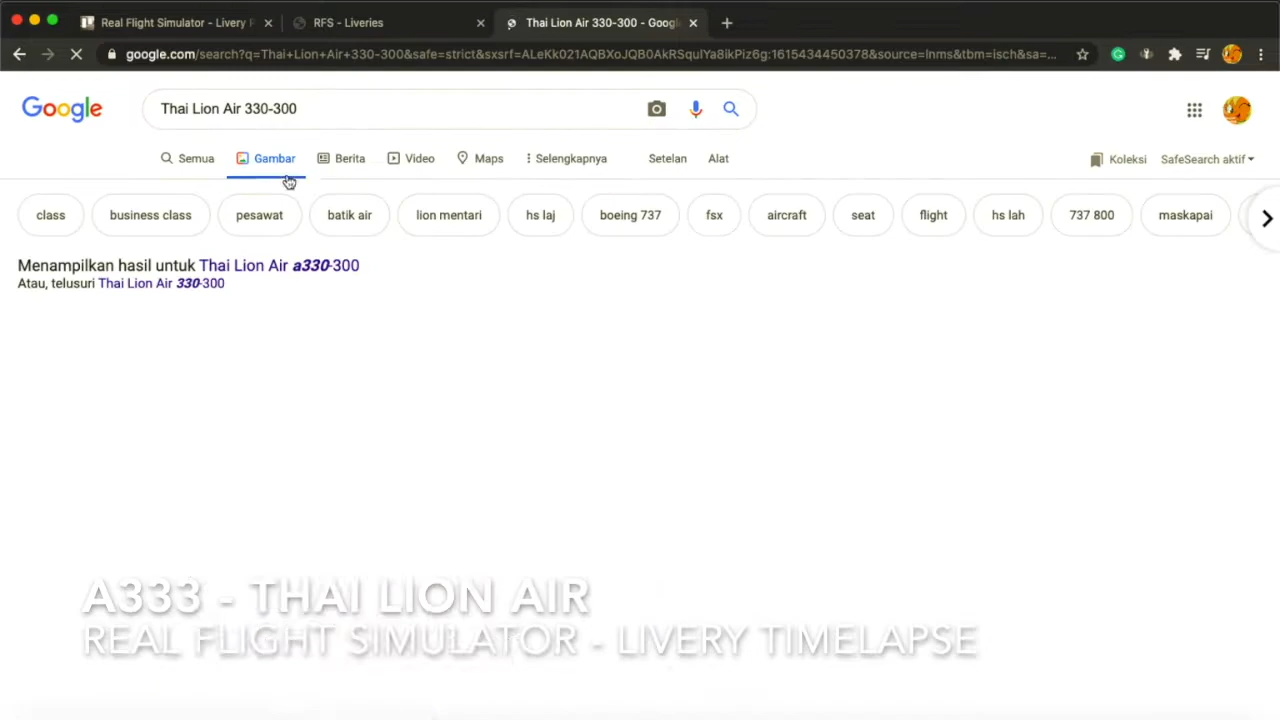 Real Flight Simulator - Livery P
RFS - Liveries
Thai Lion Air 330-300 - Googl
google.com/search?q=Thai+Lion+Air+330-300&safe=strict&sxsrf=ALeKk021AQBXoJQB0AkRSqulYa8ikPiz6g:1615434450378&source=lnms&tbm=isch&sa=...
Google
Thai Lion Air 330-300
Semua
Gambar
Berita
Video
Maps
Selengkapnya
Setelan
Alat
Koleksi
SafeSearch aktif
class
business class
pesawat
batik air
lion mentari
hs laj
boeing 737
fsx
aircraft
seat
flight
hs lah
737 800
maskapai
Menampilkan hasil untuk Thai Lion Air a330-300
Atau, telusuri Thai Lion Air 330-300
A333 - THAI LION AIR
REAL FLIGHT SIMULATOR - LIVERY TIMELAPSE